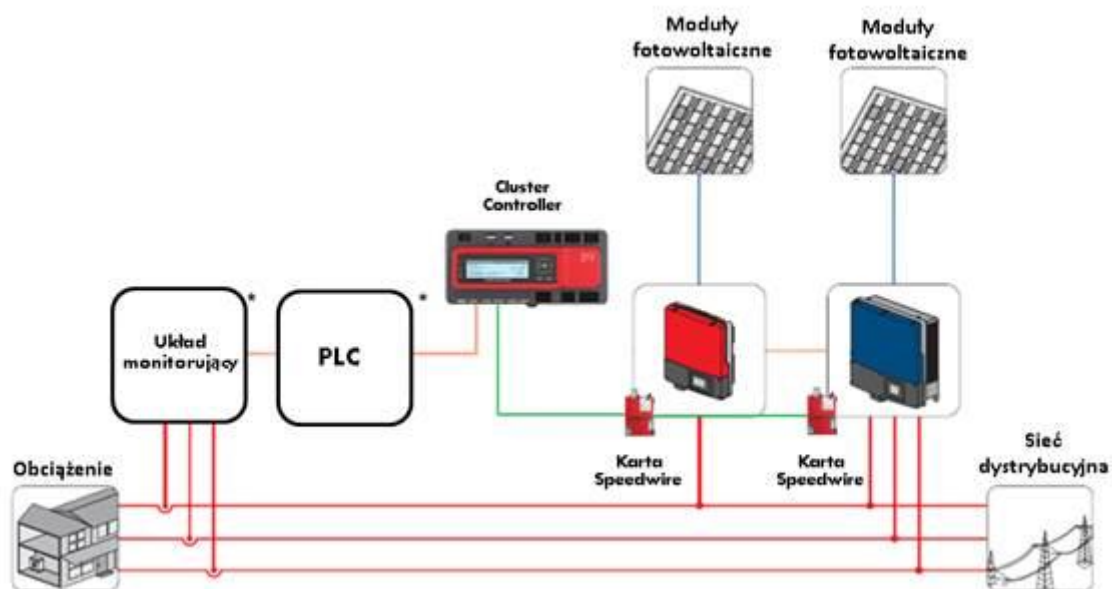 Moduły
fotowoltaiczne
Moduły
fotowoltaiczne
Cluster
Controller
*
*
Układ
monitorujący
PLC
Obciążenie
Karta
Speedwire
Karta
Speedwire
Sieć
dystrybucyjna